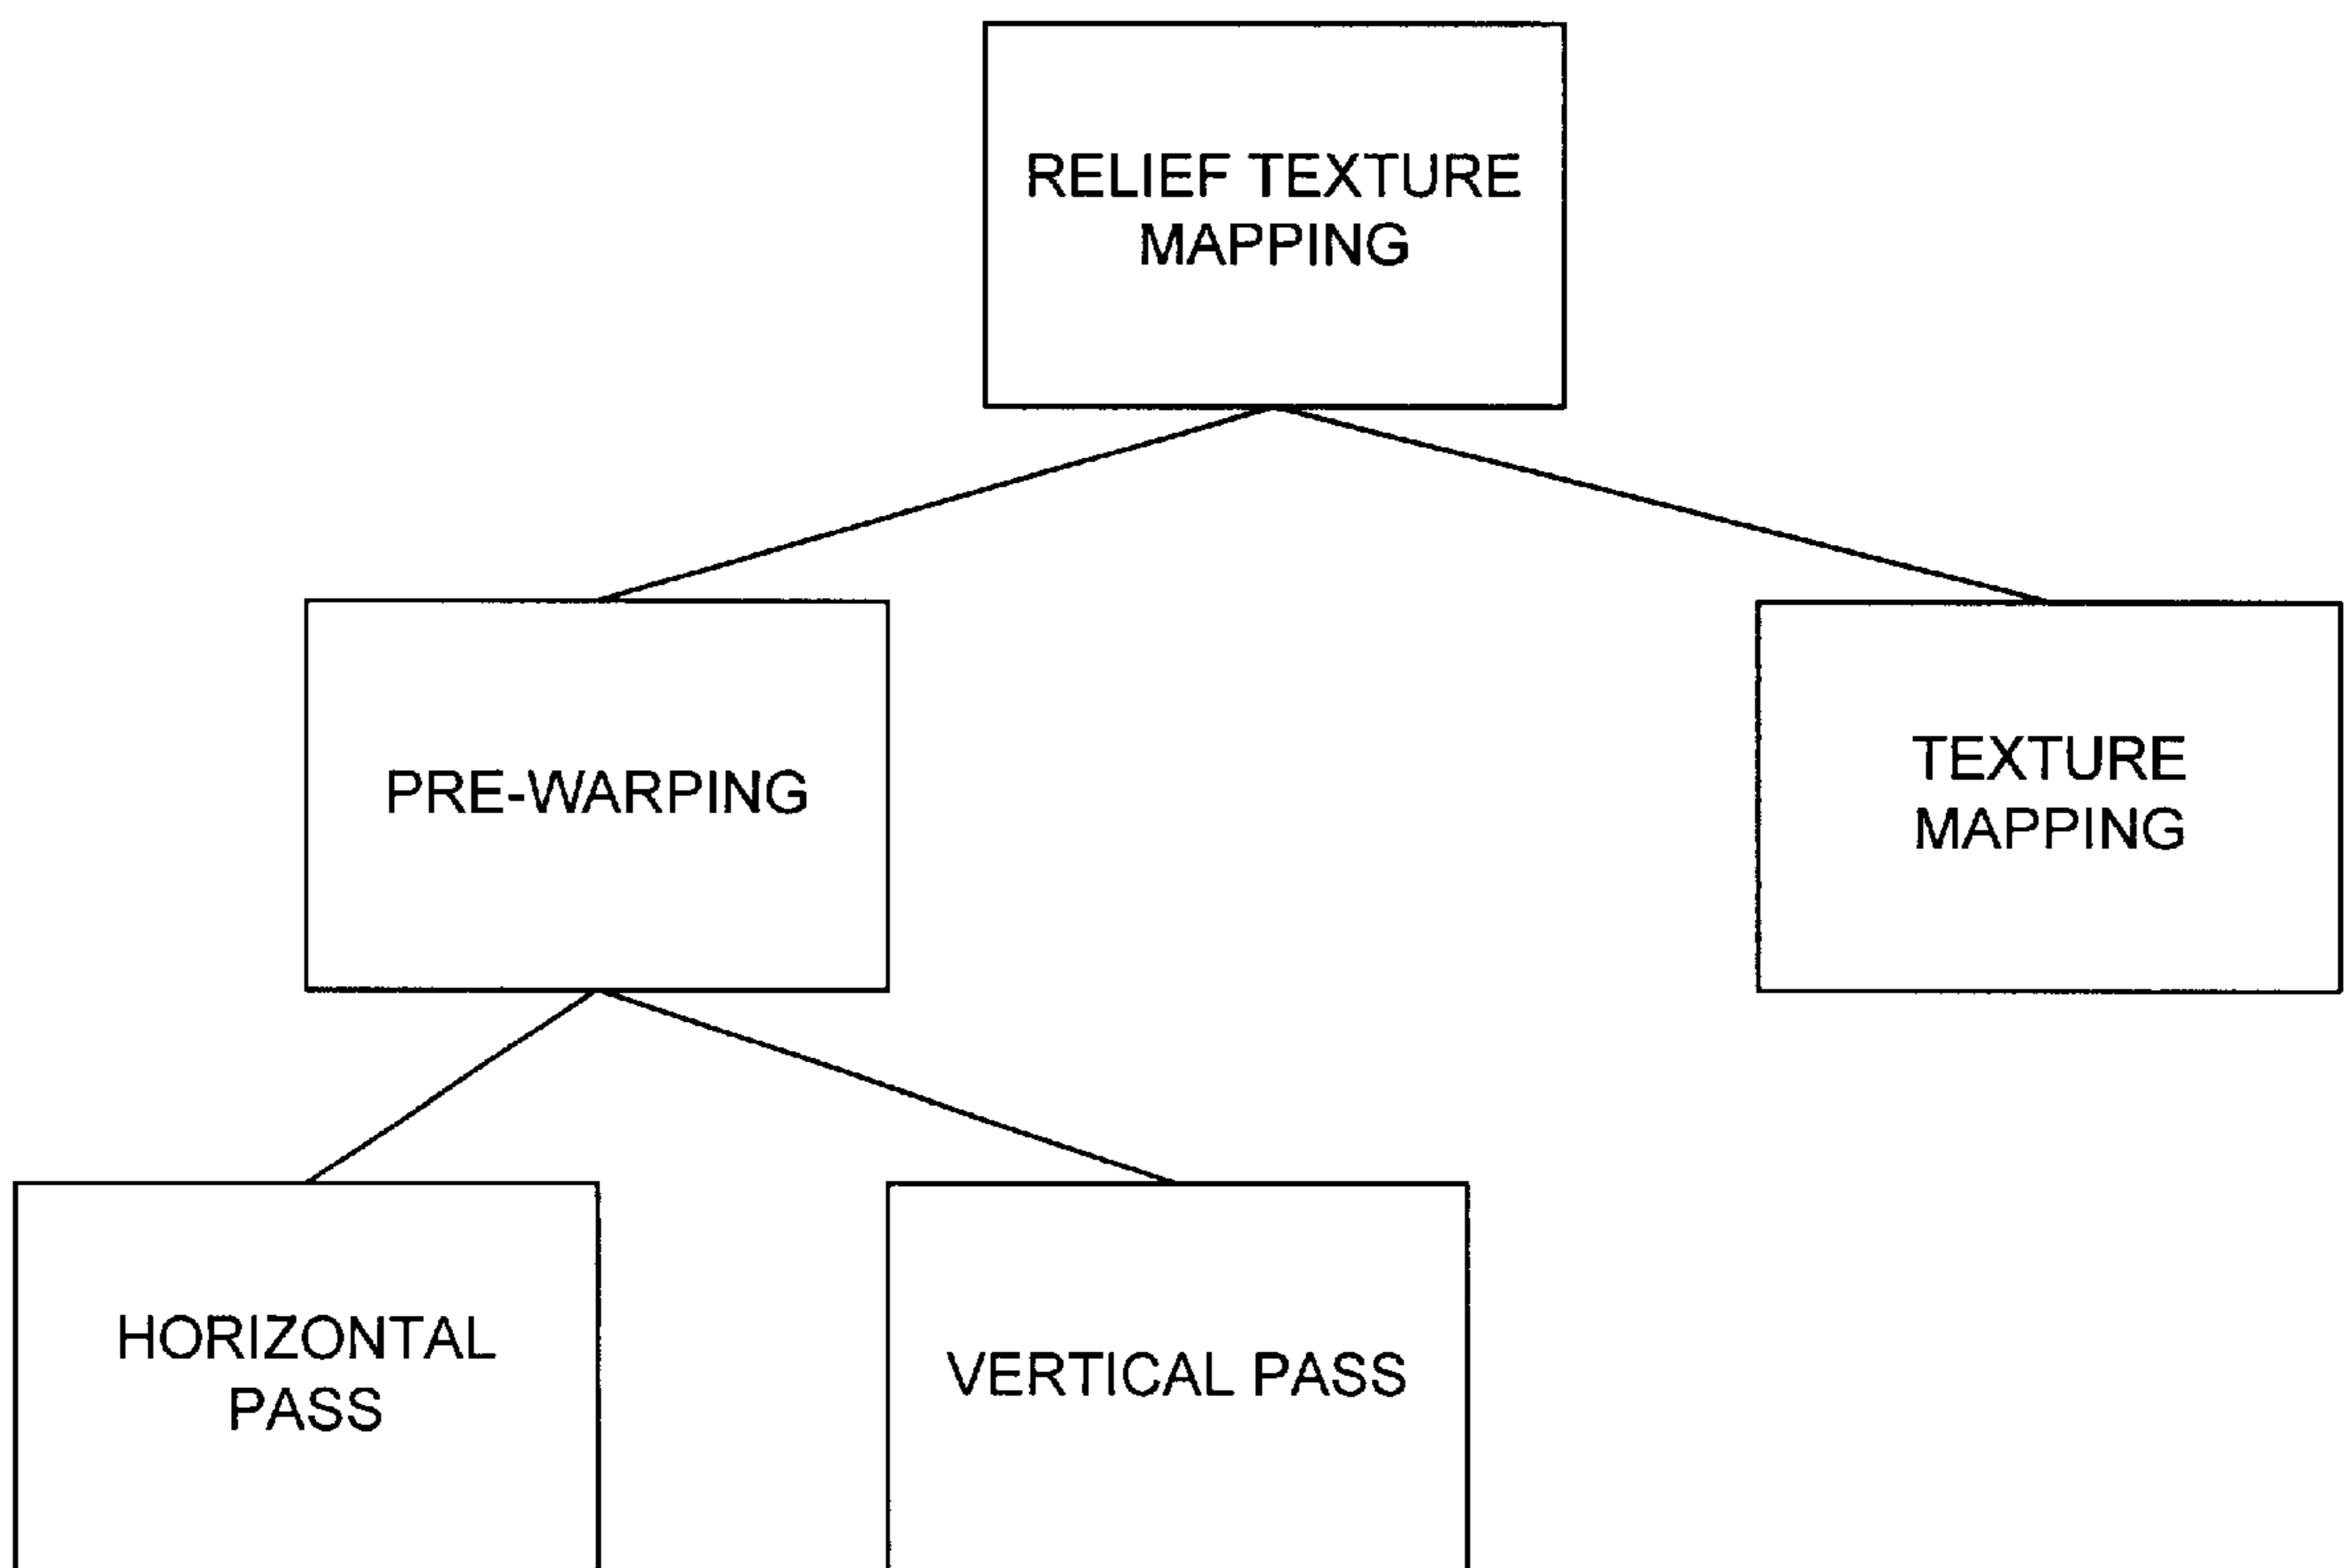 RELIEF TEXTURE
MAPPING
PRE-WARPING
TEXTURE
MAPPING
HORIZONTAL
PASS
VERTICAL PASS